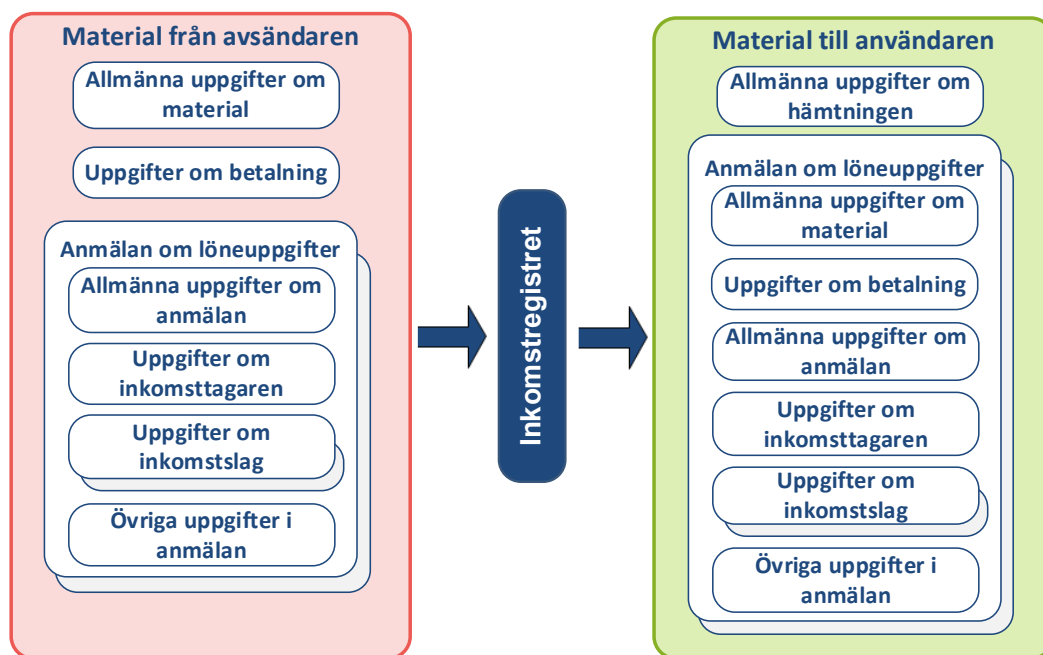 Material från avsändaren
Allmänna uppgifter om
material
Uppgifter om betalning
Anmälan om löneuppgifter
Allmänna uppgifter om
anmälan
Uppgifter om
inkomsttagaren
Uppgifter om
inkomstslag
Övriga uppgifter i
anmälan
Inkomstregistret
Material till användaren
Allmänna uppgifter om
hämtningen
Anmälan om löneuppgifter
Allmänna uppgifter om
material
Uppgifter om betalning
Allmänna uppgifter om
anmälan
Uppgifter om
inkomsttagaren
Uppgifter om
inkomstslag
Övriga uppgifter i
anmälan